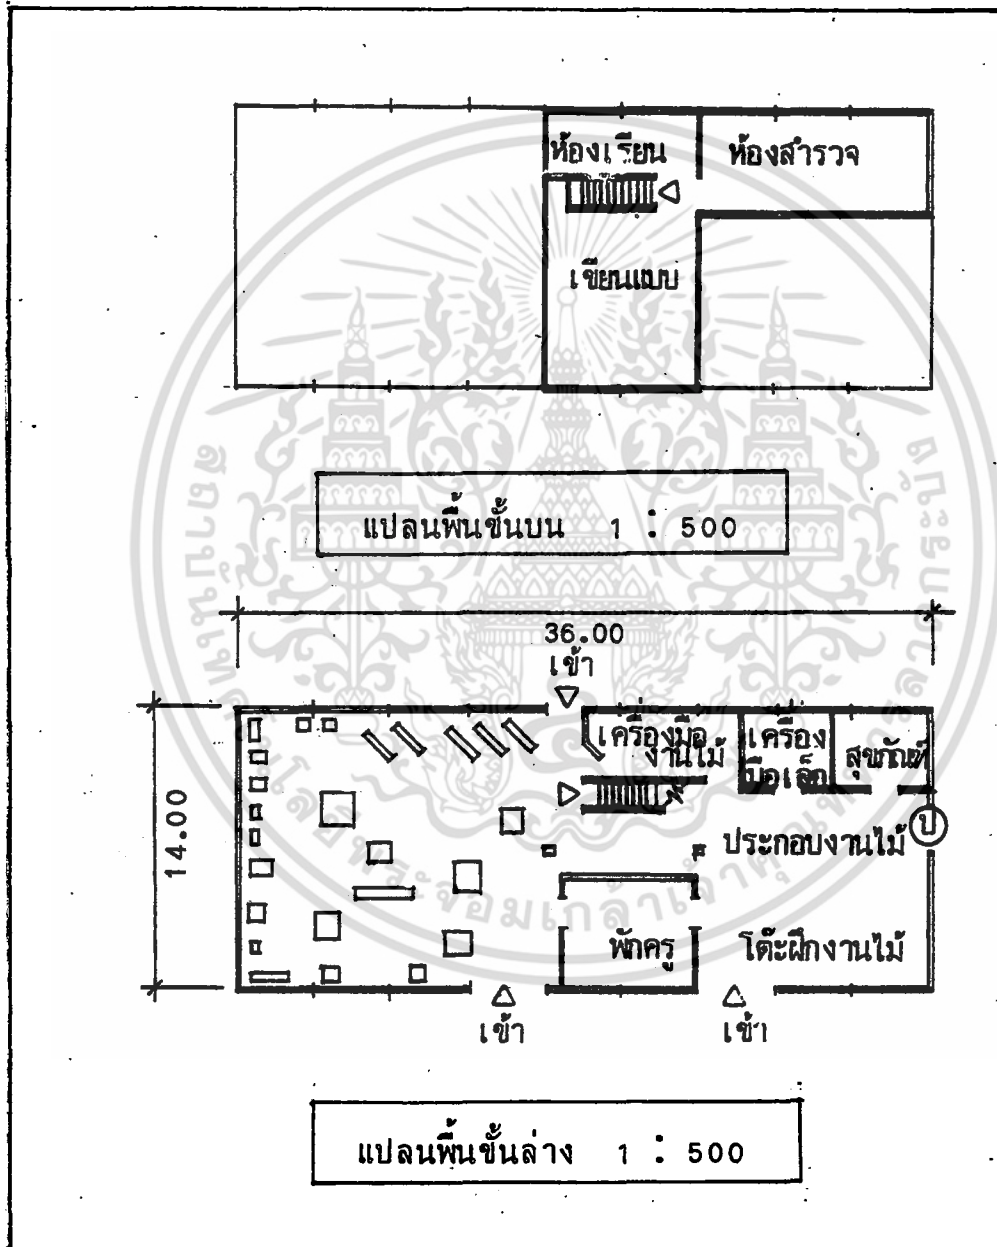 ห้องเรียน
ห้องสำรวจ
เขียนแบบ
แปลนพื้นชั้นบน 1 : 500
36.00
เข้า
14.00
เครื่องมือ
งานไม้
เครื่อง
มือเล็ก
สุขภัณฑ์
ป
ประกอบงานไม้
พักครู
โต๊ะฝึกงานไม้
เข้า
เข้า
แปลนพื้นชั้นล่าง 1 : 500